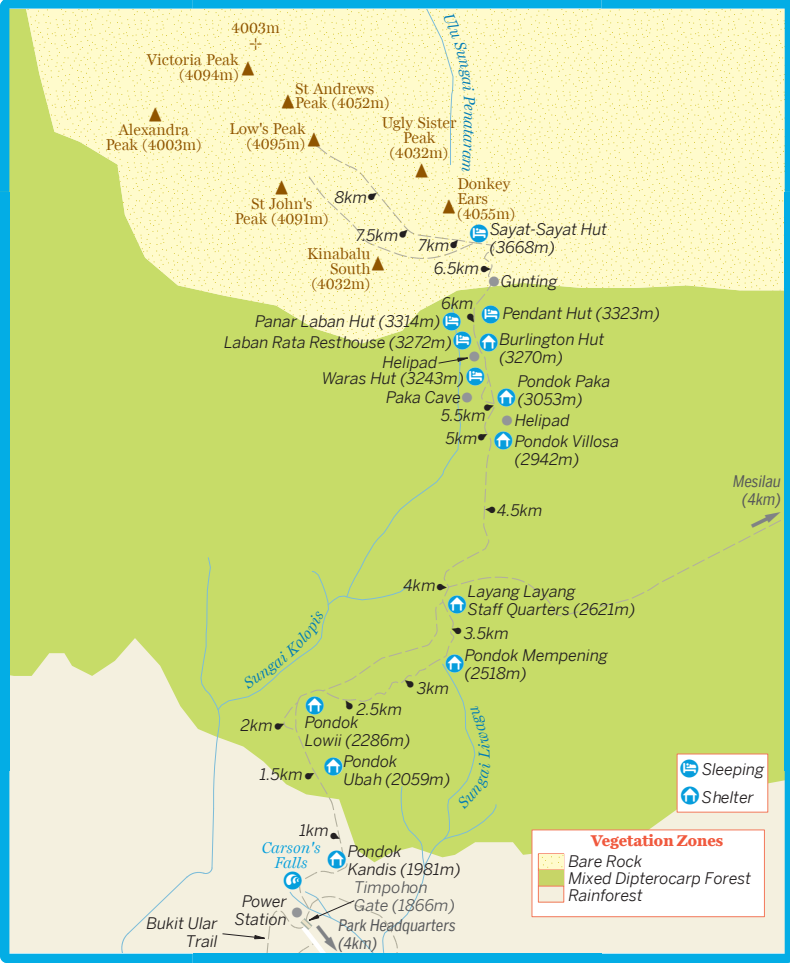 4003m
Victoria Peak
(4094m)
St Andrews
Peak (4052m)
Alexandra
Peak (4003m)
Low's Peak
(4095m)
Ugly Sister
Peak
(4032m)
Ulu Sungai Penataram
St John's
Peak (4091m)
8km
Donkey
Ears
(4055m)
7.5km
7km
Sayat-Sayat Hut
(3668m)
Kinabalu
South
(4032m)
6.5km
Gunting
6km
Pendant Hut (3323m)
Panar Laban Hut (3314m)
Laban Rata Resthouse (3272m)
Burlington Hut
(3270m)
Helipad
Waras Hut (3243m)
Pondok Paka
(3053m)
Paka Cave
5.5km
Helipad
5km
Pondok Villosa
(2942m)
Mesilau
(4km)
4.5km
4km
Layang Layang
Staff Quarters (2621m)
3.5km
Sungai Kolopis
Pondok Mempening
(2518m)
3km
2.5km
2km
Pondok
Lowii (2286m)
Sungai Liwagu
Pondok
Ubah (2059m)
1.5km
Sleeping
Shelter
1km
Carson's
Falls
Pondok
Kandis (1981m)
Timpohon
Gate (1866m)
Power
Station
Bukit Ular
Trail
Park Headquarters
(4km)
Vegetation Zones
Bare Rock
Mixed Dipterocarp Forest
Rainforest